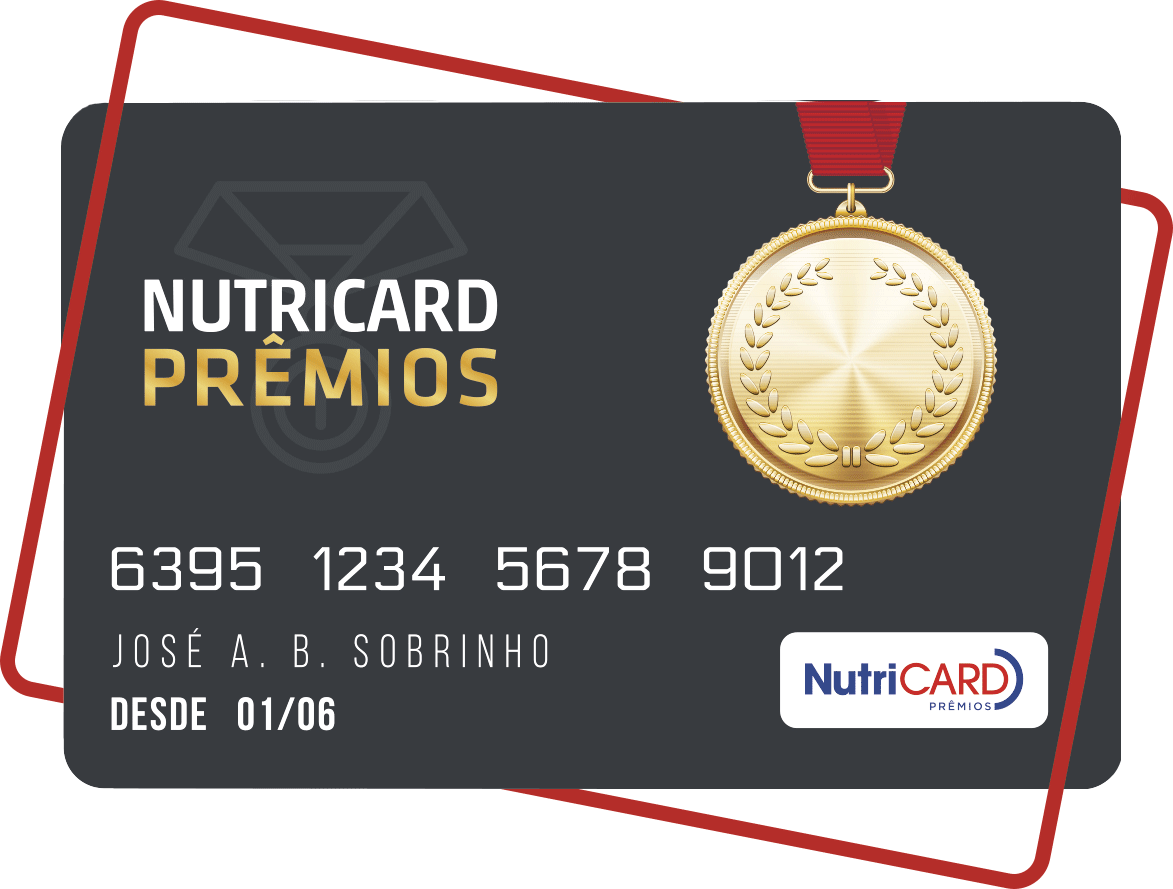 NUTRICARD
PRÊMIOS
6395 1234 5678 9012
JOSÉ A. B. SOBRINHO
DESDE 01/06
NutriCARD
PRÊMIOS